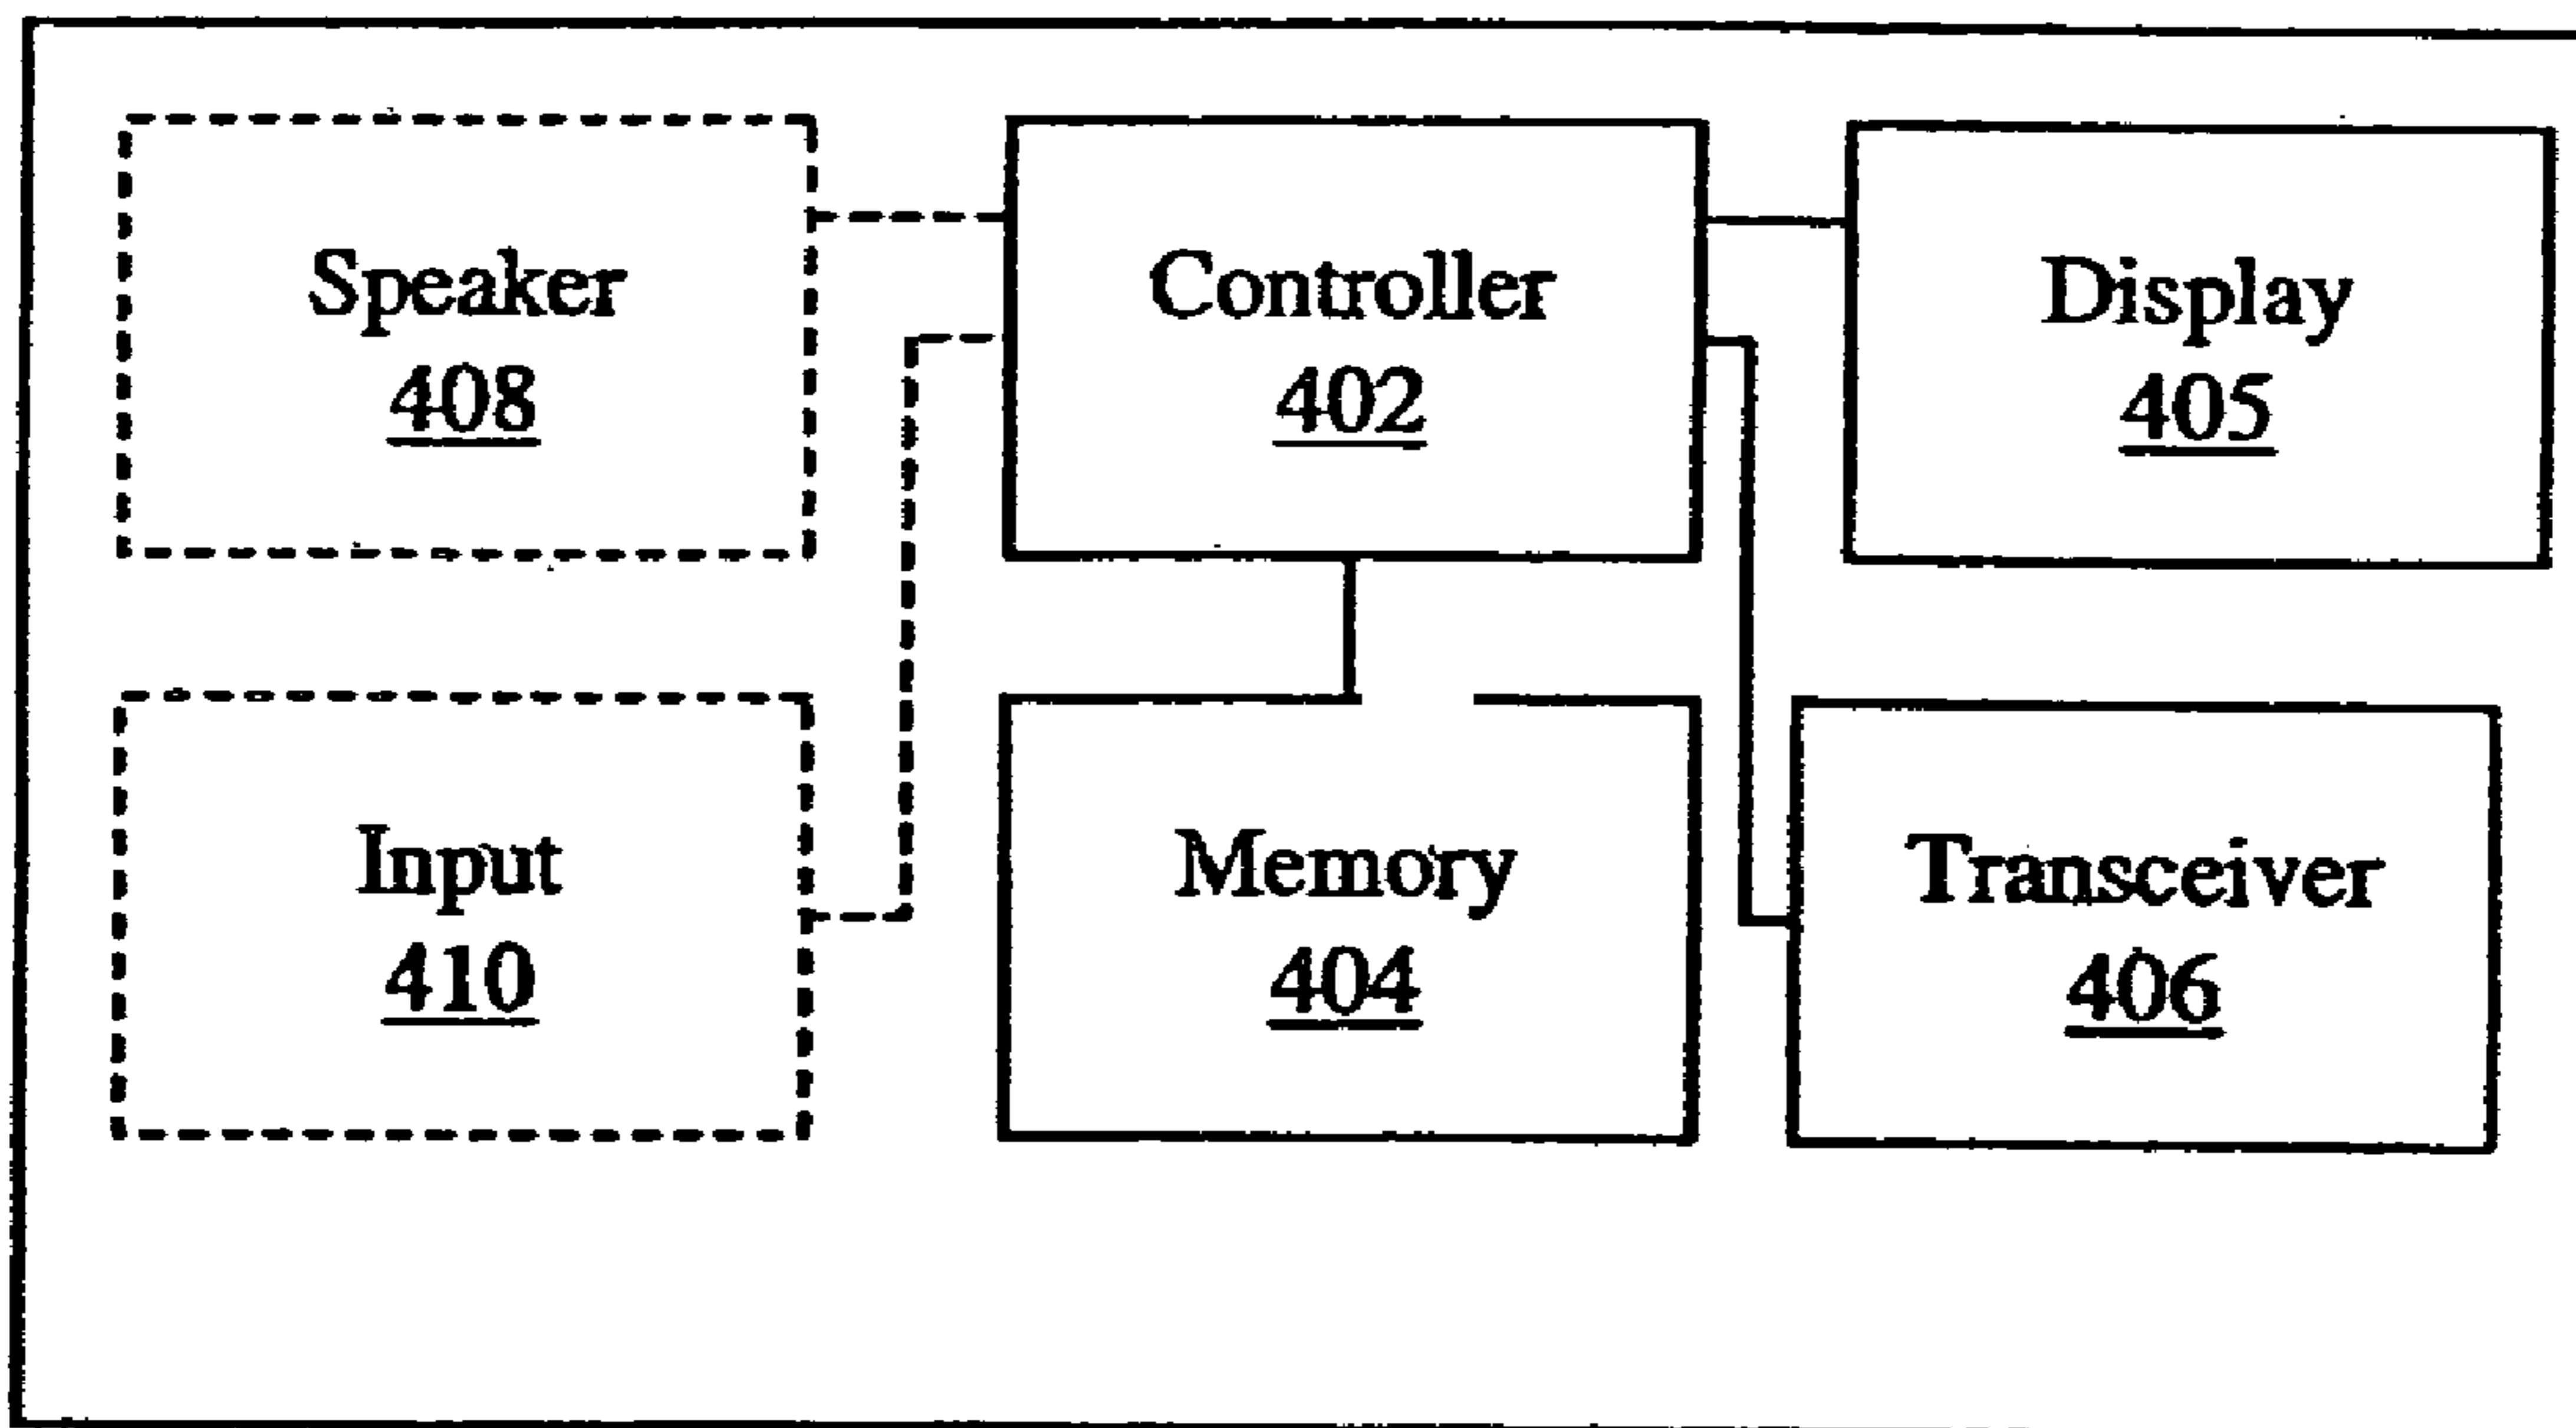 Speaker
408
Controller
402
Display
405
Input
410
Memory
404
Transceiver
406